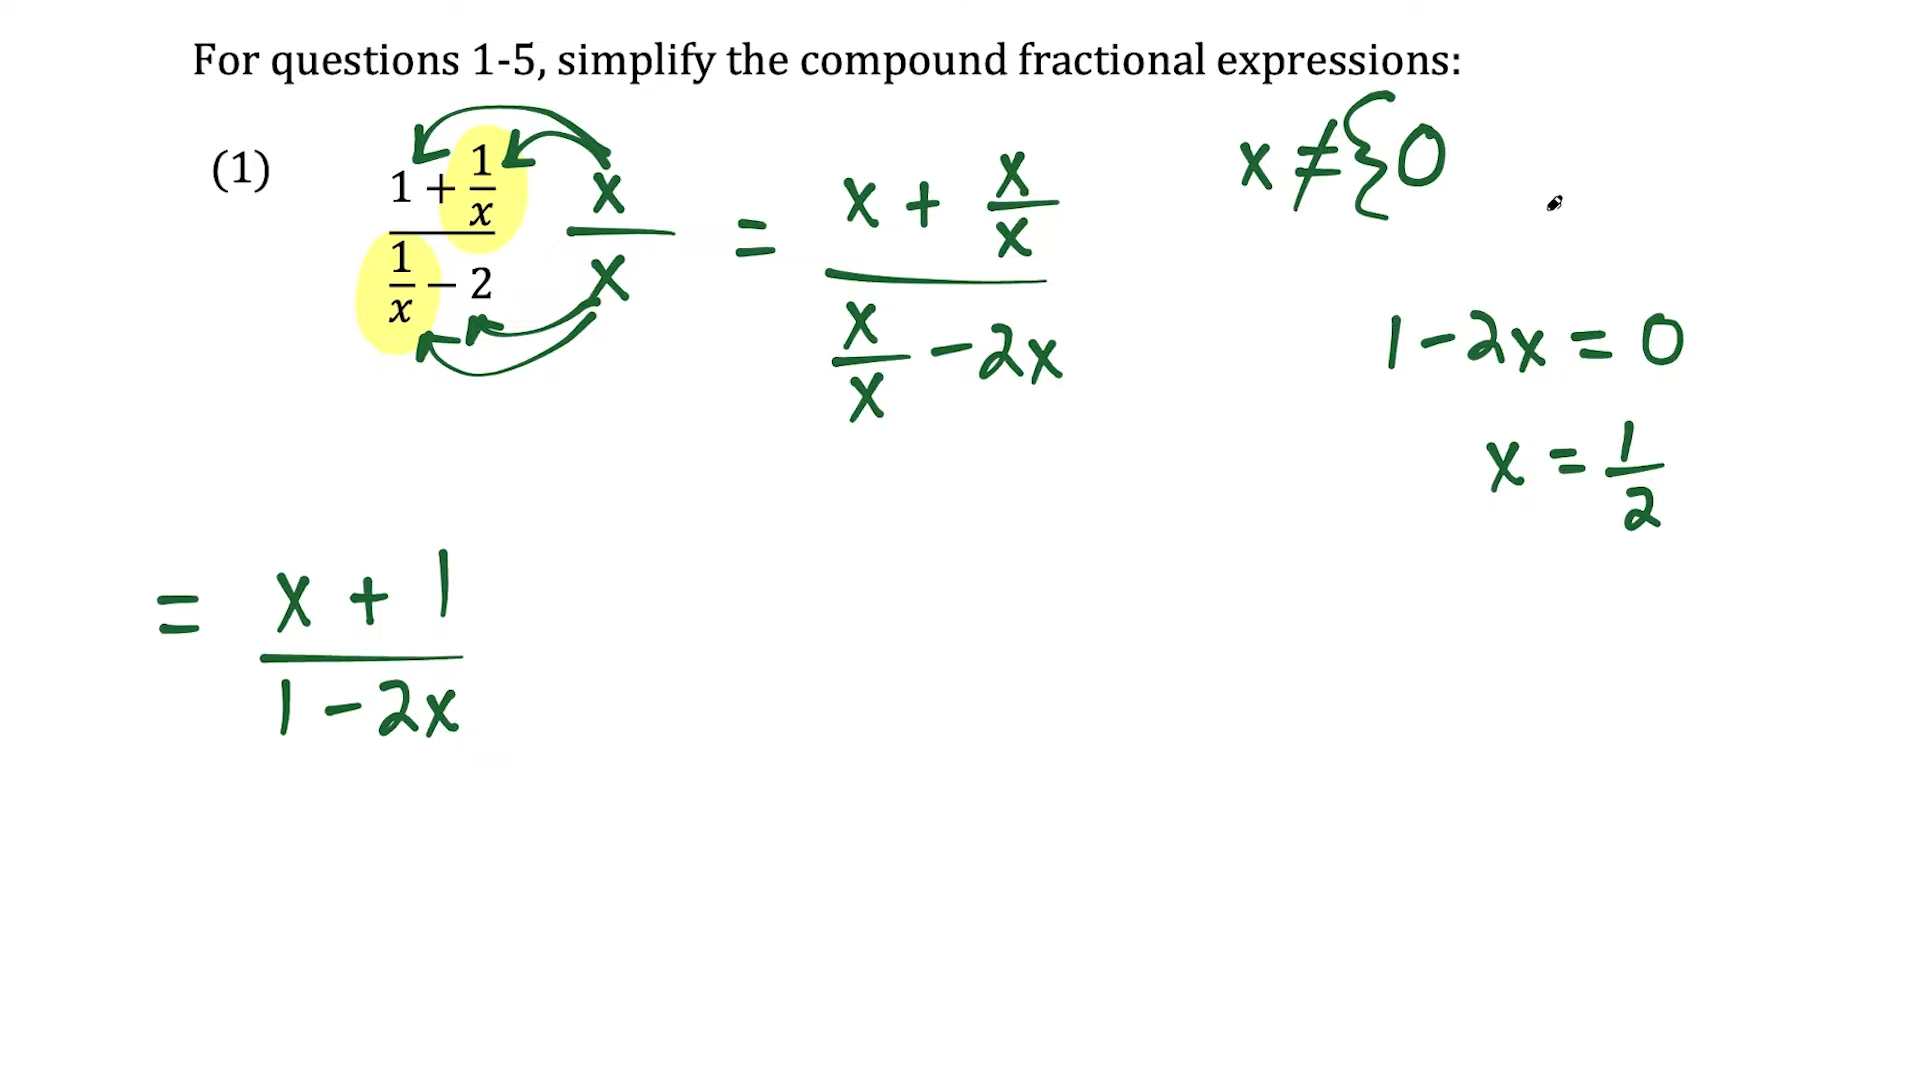 For questions 1-5, simplify the compound fractional expressions:
(1)
1 + 1/x
1/x − 2
x
x
=
x + x/x
x/x − 2x
x ≠ { 0
1 − 2x = 0
x = 1/2
=
x + 1
1 − 2x